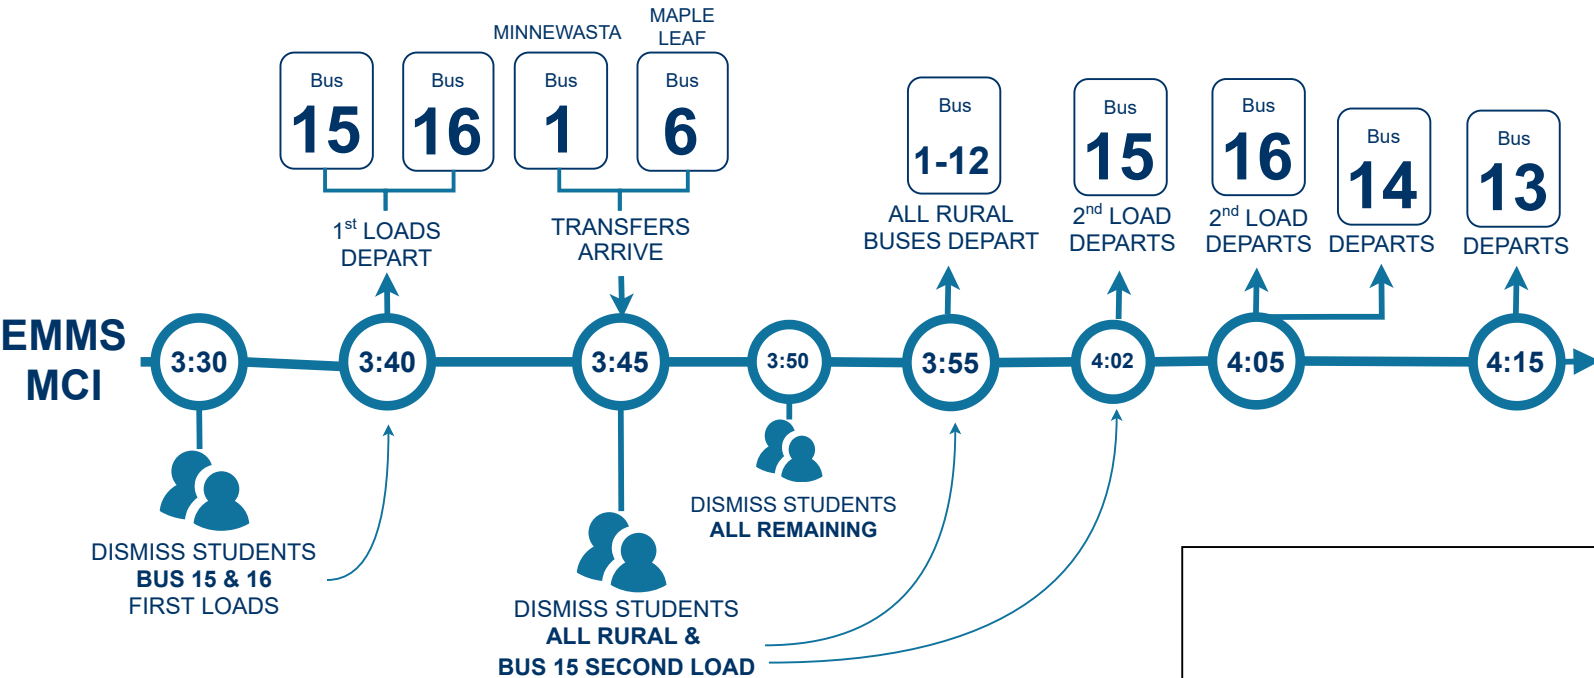 MINNEWASTA
MAPLE
LEAF
Bus
15
Bus
16
Bus
1
Bus
6
Bus
1-12
Bus
15
Bus
16
Bus
14
Bus
13
1st LOADS
DEPART
TRANSFERS
ARRIVE
ALL RURAL
BUSES DEPART
2nd LOAD
DEPARTS
2nd LOAD
DEPARTS
DEPARTS
DEPARTS
EMMS
MCI
3:30
3:40
3:45
3:50
3:55
4:02
4:05
4:15
DISMISS STUDENTS
BUS 15 & 16
FIRST LOADS
DISMISS STUDENTS
ALL RURAL &
BUS 15 SECOND LOAD
DISMISS STUDENTS
ALL REMAINING